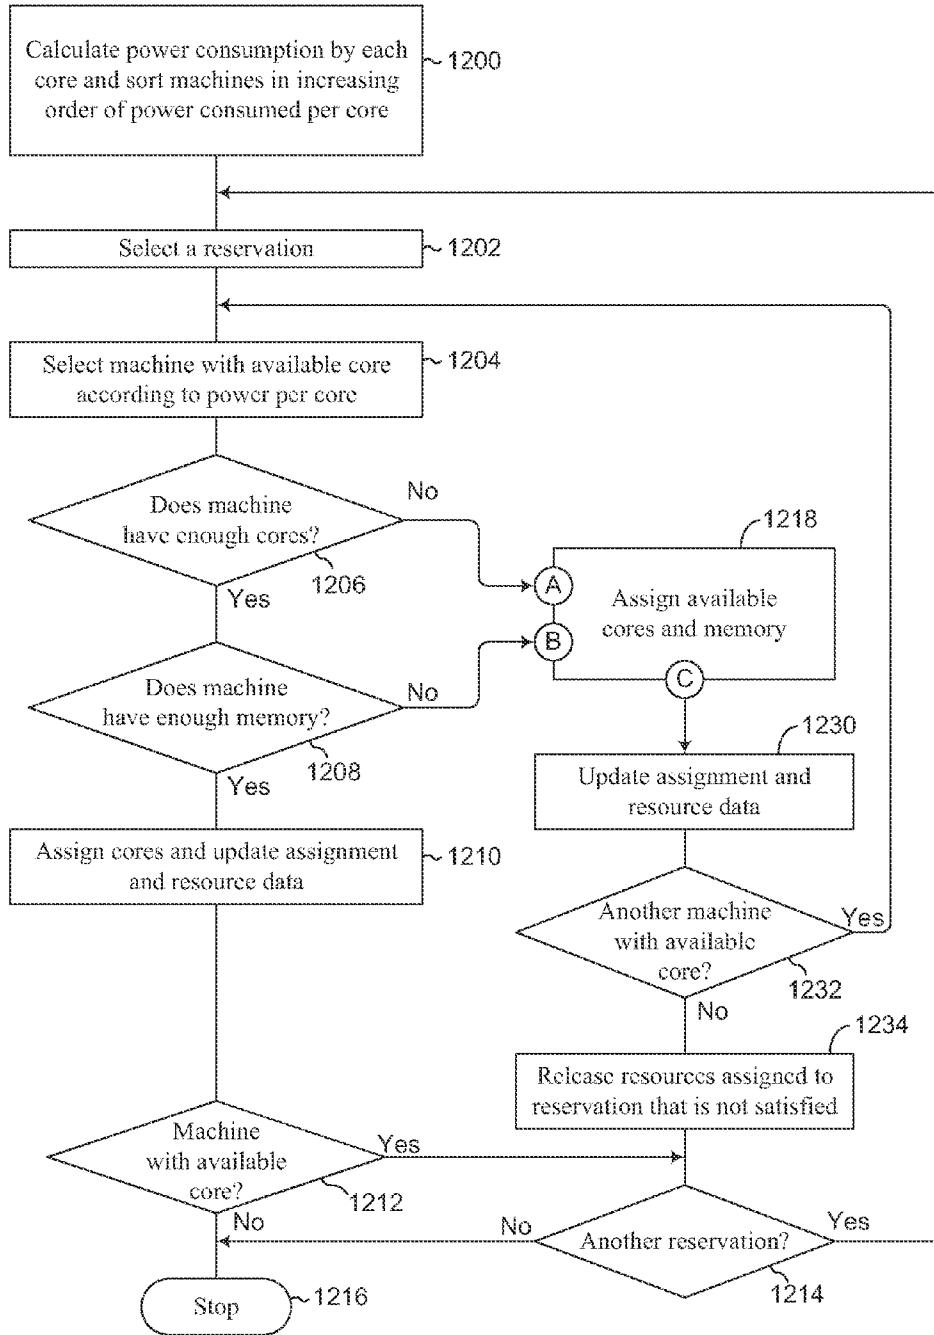 Calculate power consumption by each
core and sort machines in increasing
order of power consumed per core
1200
Select a reservation
1202
Select machine with available core
according to power per core
1204
Does machine
have enough cores?
1206
No
Yes
A
B
C
Assign available
cores and memory
1218
Does machine
have enough memory?
1208
No
Yes
Update assignment and
resource data
1230
Assign cores and update assignment
and resource data
1210
Another machine
with available
core?
1232
Yes
No
Release resources assigned to
reservation that is not satisfied
1234
Machine
with available
core?
1212
Yes
No
Another reservation?
1214
No
Yes
Stop
1216